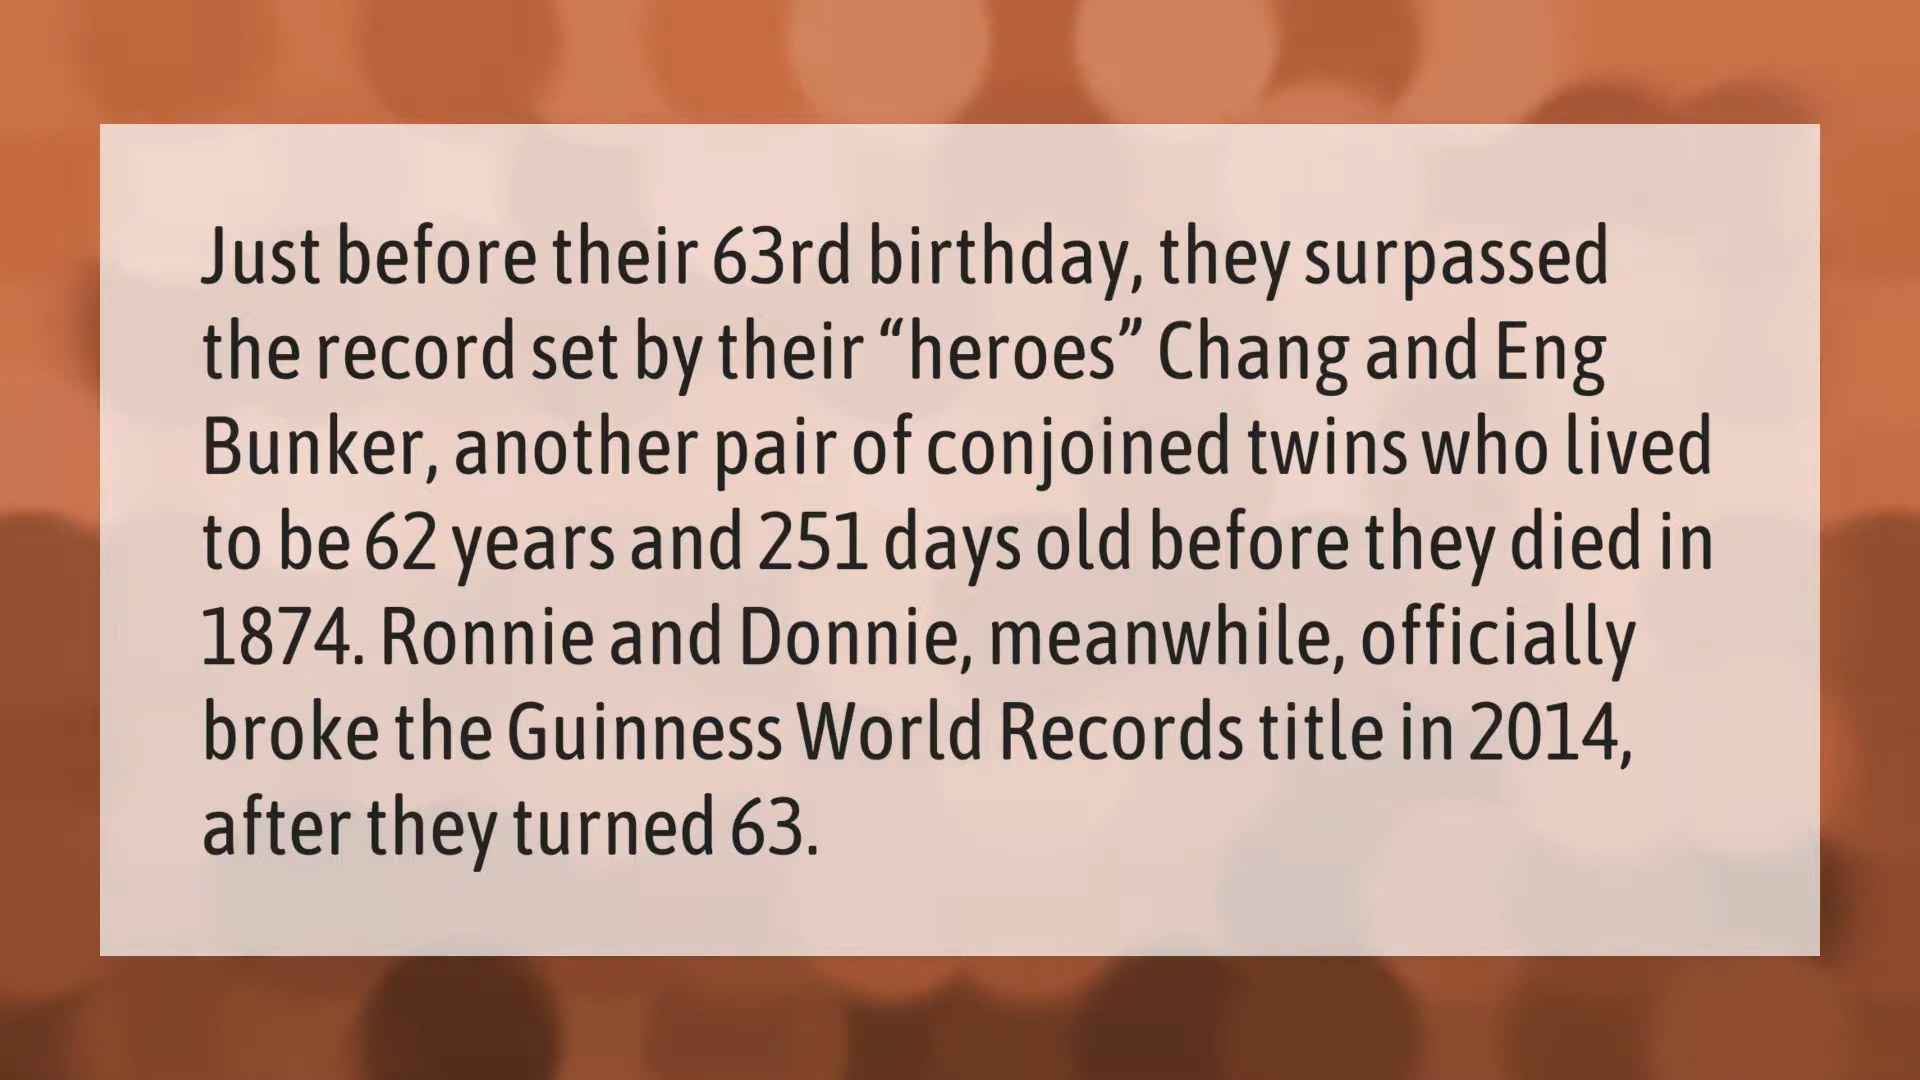 Just before their 63rd birthday, they surpassed
the record set by their “heroes” Chang and Eng
Bunker, another pair of conjoined twins who lived
to be 62 years and 251 days old before they died in
1874. Ronnie and Donnie, meanwhile, officially
broke the Guinness World Records title in 2014,
after they turned 63.